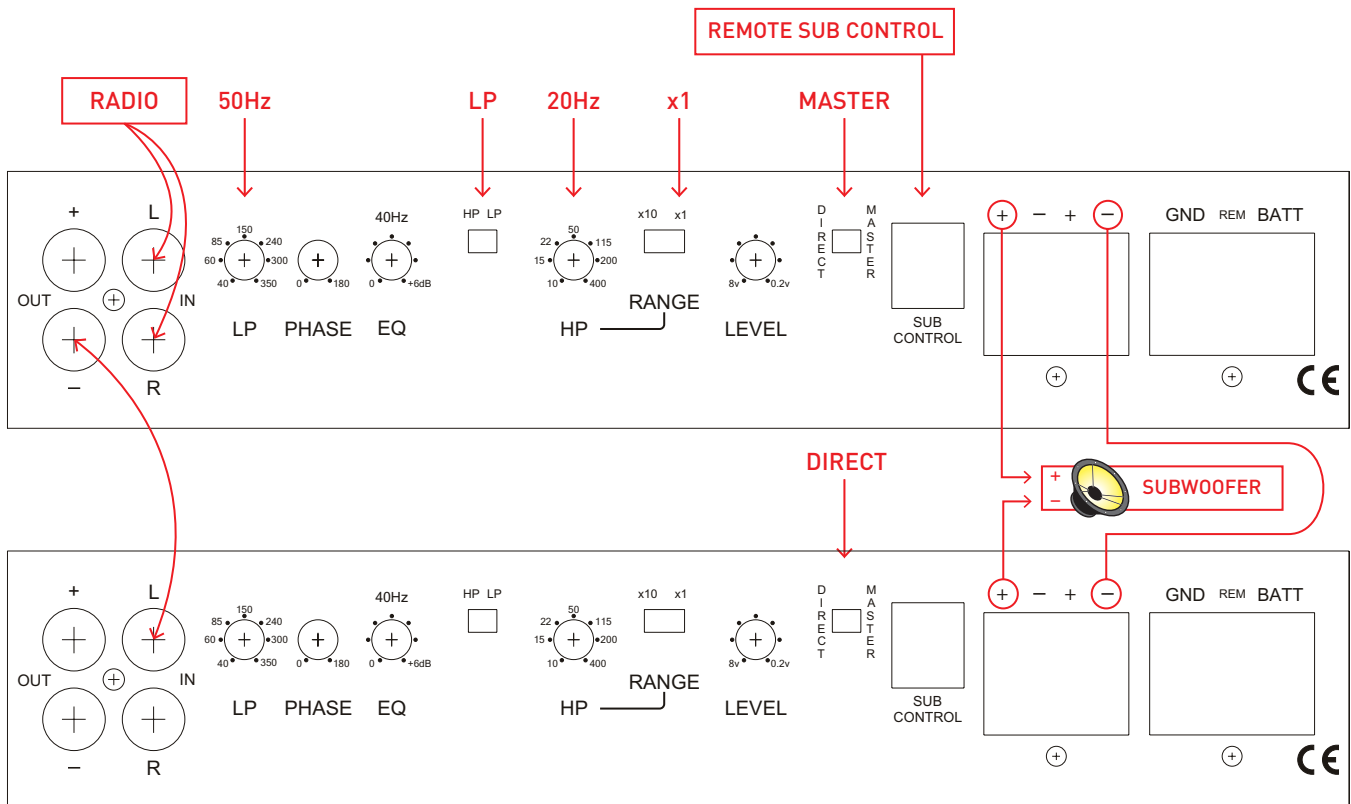 REMOTE SUB CONTROL
RADIO
50Hz
LP
20Hz
x1
MASTER
+ L
OUT IN
− R
150
85 240
60 300
40 350
LP
0 180
PHASE
40Hz
0 +6dB
EQ
HP LP
50
22 115
15 200
10 400
HP
x10 x1
RANGE
8v 0.2v
LEVEL
DIRECT
MASTER
SUB
CONTROL
+ − + −
GND REM BATT
CE
DIRECT
+
−
SUBWOOFER
+ L
OUT IN
− R
150
85 240
60 300
40 350
LP
0 180
PHASE
40Hz
0 +6dB
EQ
HP LP
50
22 115
15 200
10 400
HP
x10 x1
RANGE
8v 0.2v
LEVEL
DIRECT
MASTER
SUB
CONTROL
+ − + −
GND REM BATT
CE